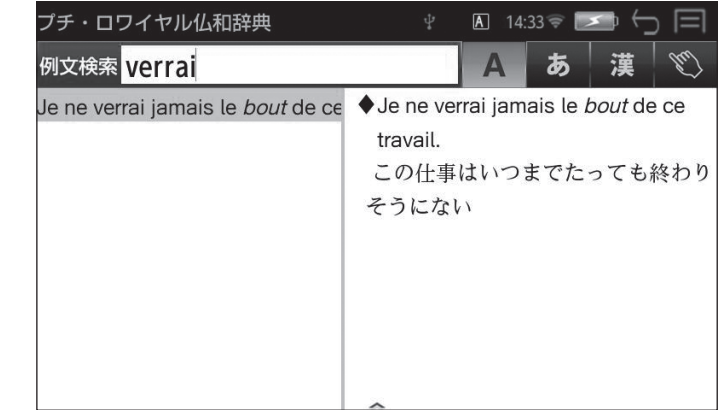 プチ・ロワイヤル仏和辞典 A 14:33
例文検索 verrai A あ 漢
Je ne verrai jamais le bout de ce
◆Je ne verrai jamais le bout de ce
travail.
この仕事はいつまでたっても終わり
そうにない